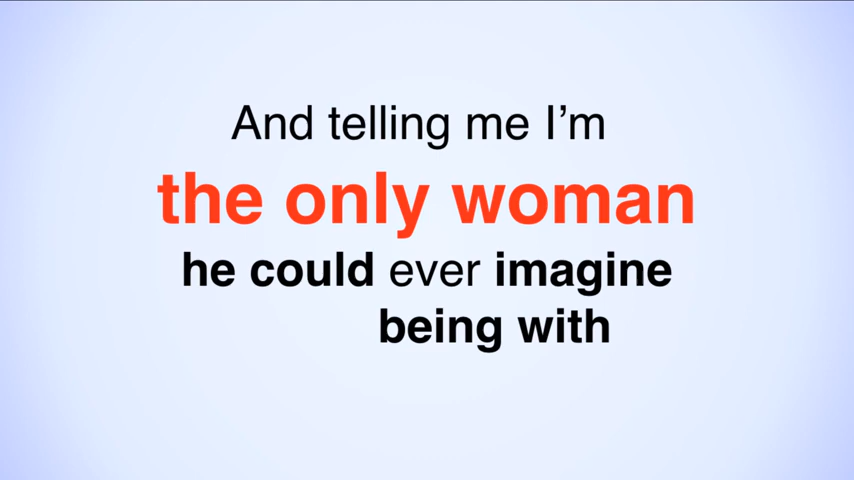 And telling me I’m
the only woman
he could ever imagine
being with